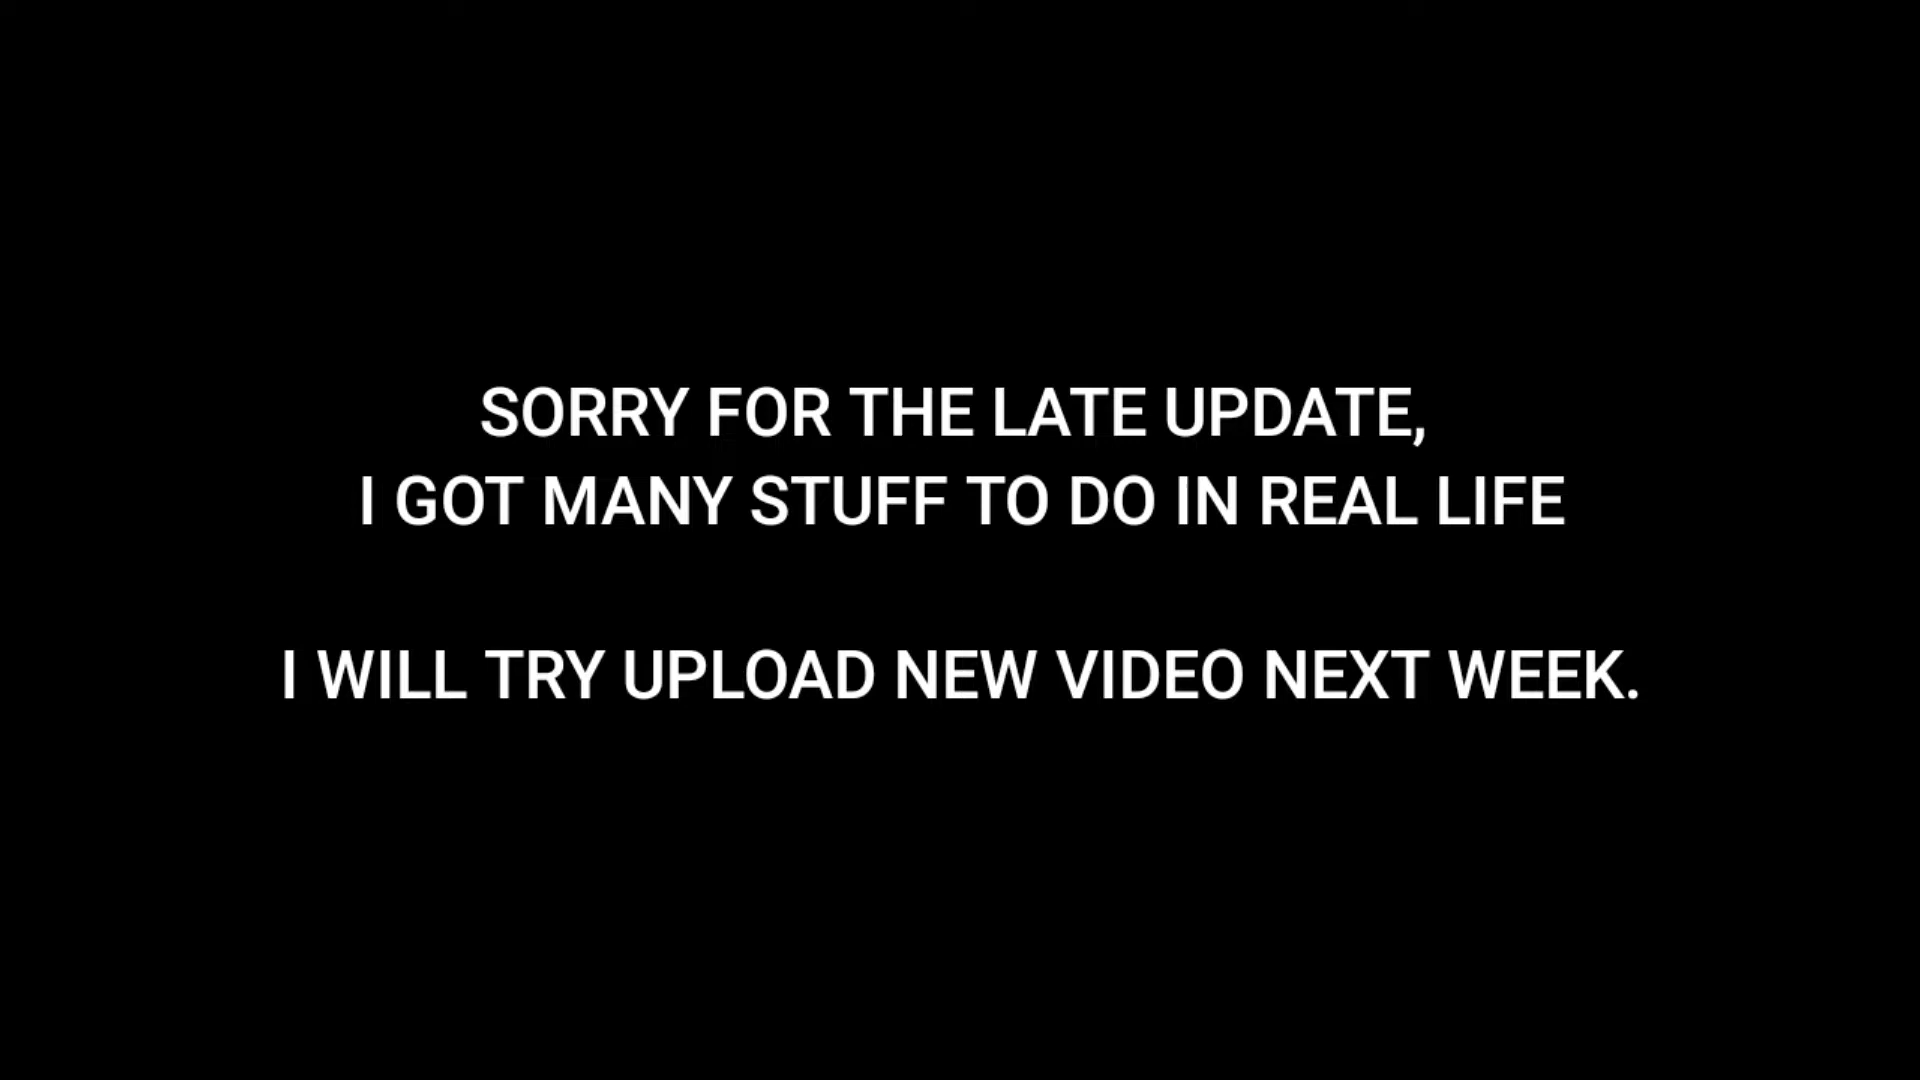 SORRY FOR THE LATE UPDATE,
I GOT MANY STUFF TO DO IN REAL LIFE
I WILL TRY UPLOAD NEW VIDEO NEXT WEEK.